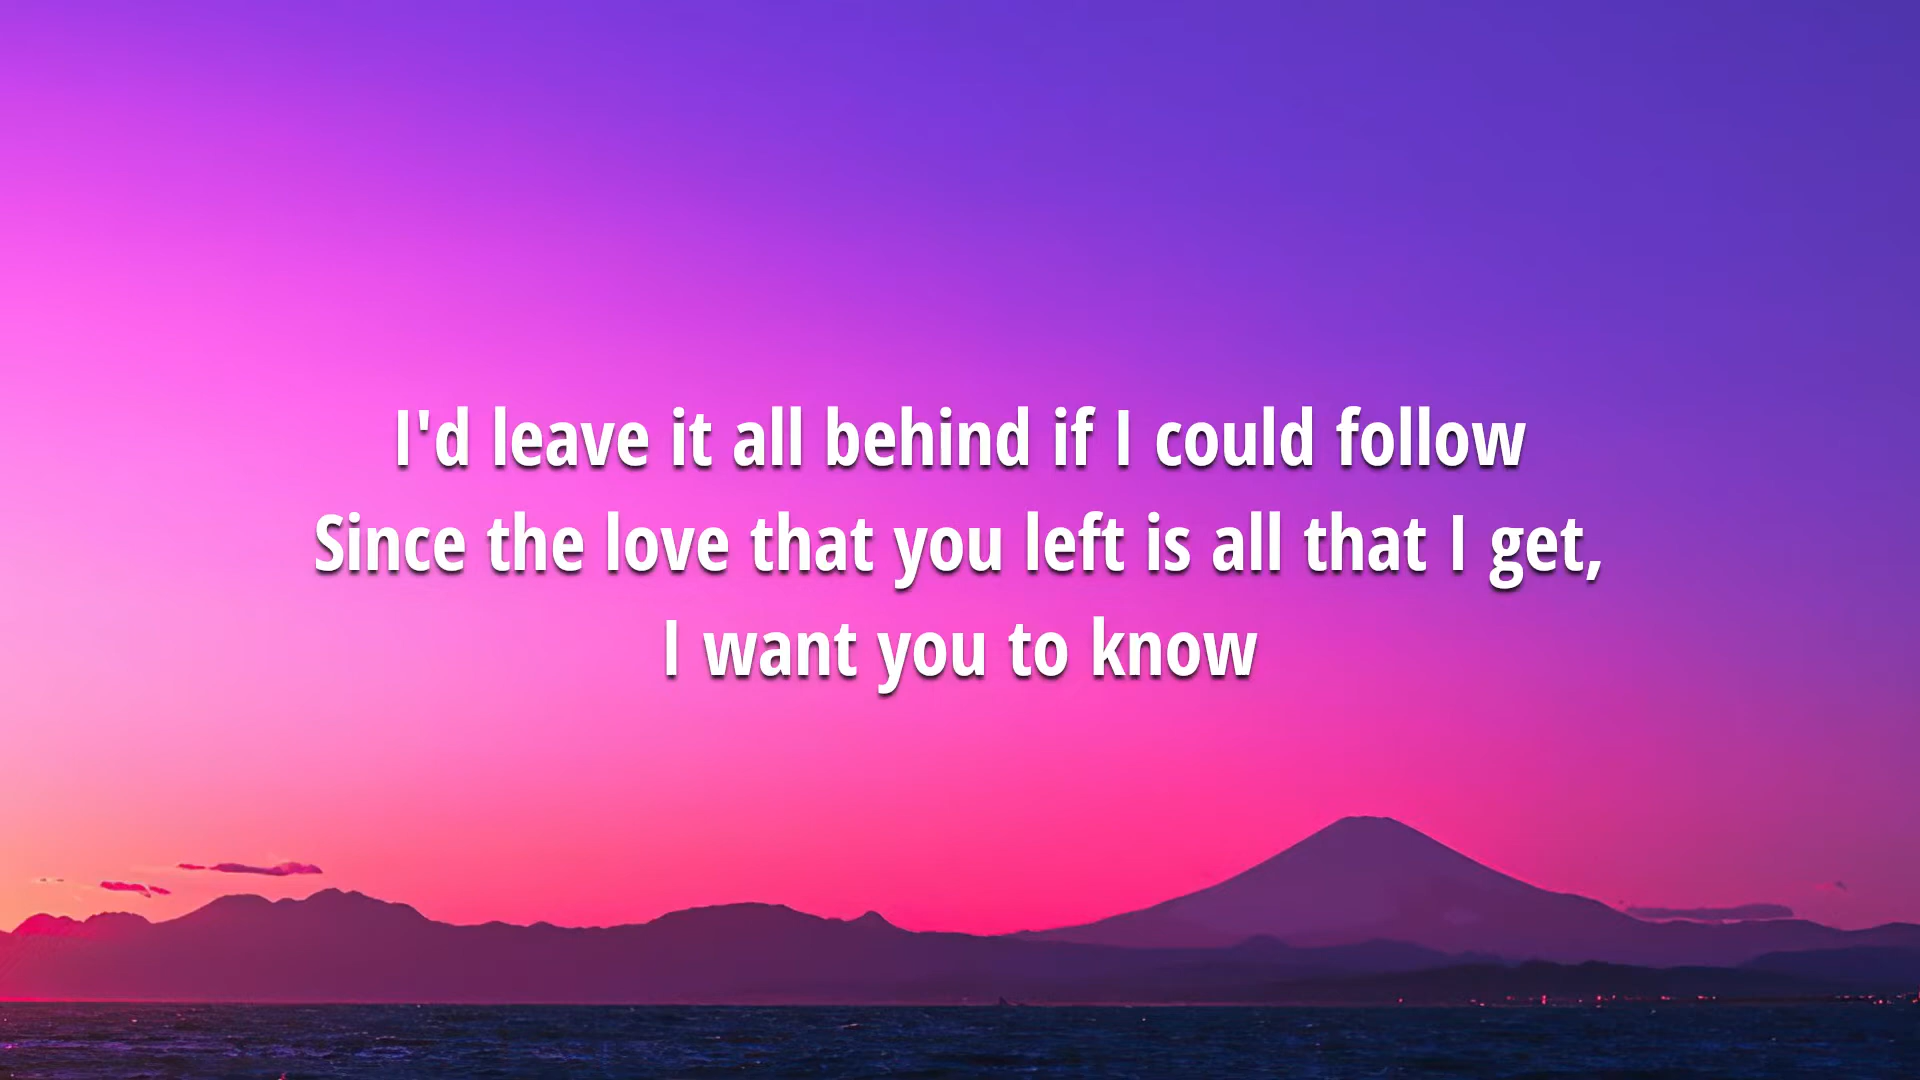 I'd leave it all behind if I could follow
Since the love that you left is all that I get,
I want you to know